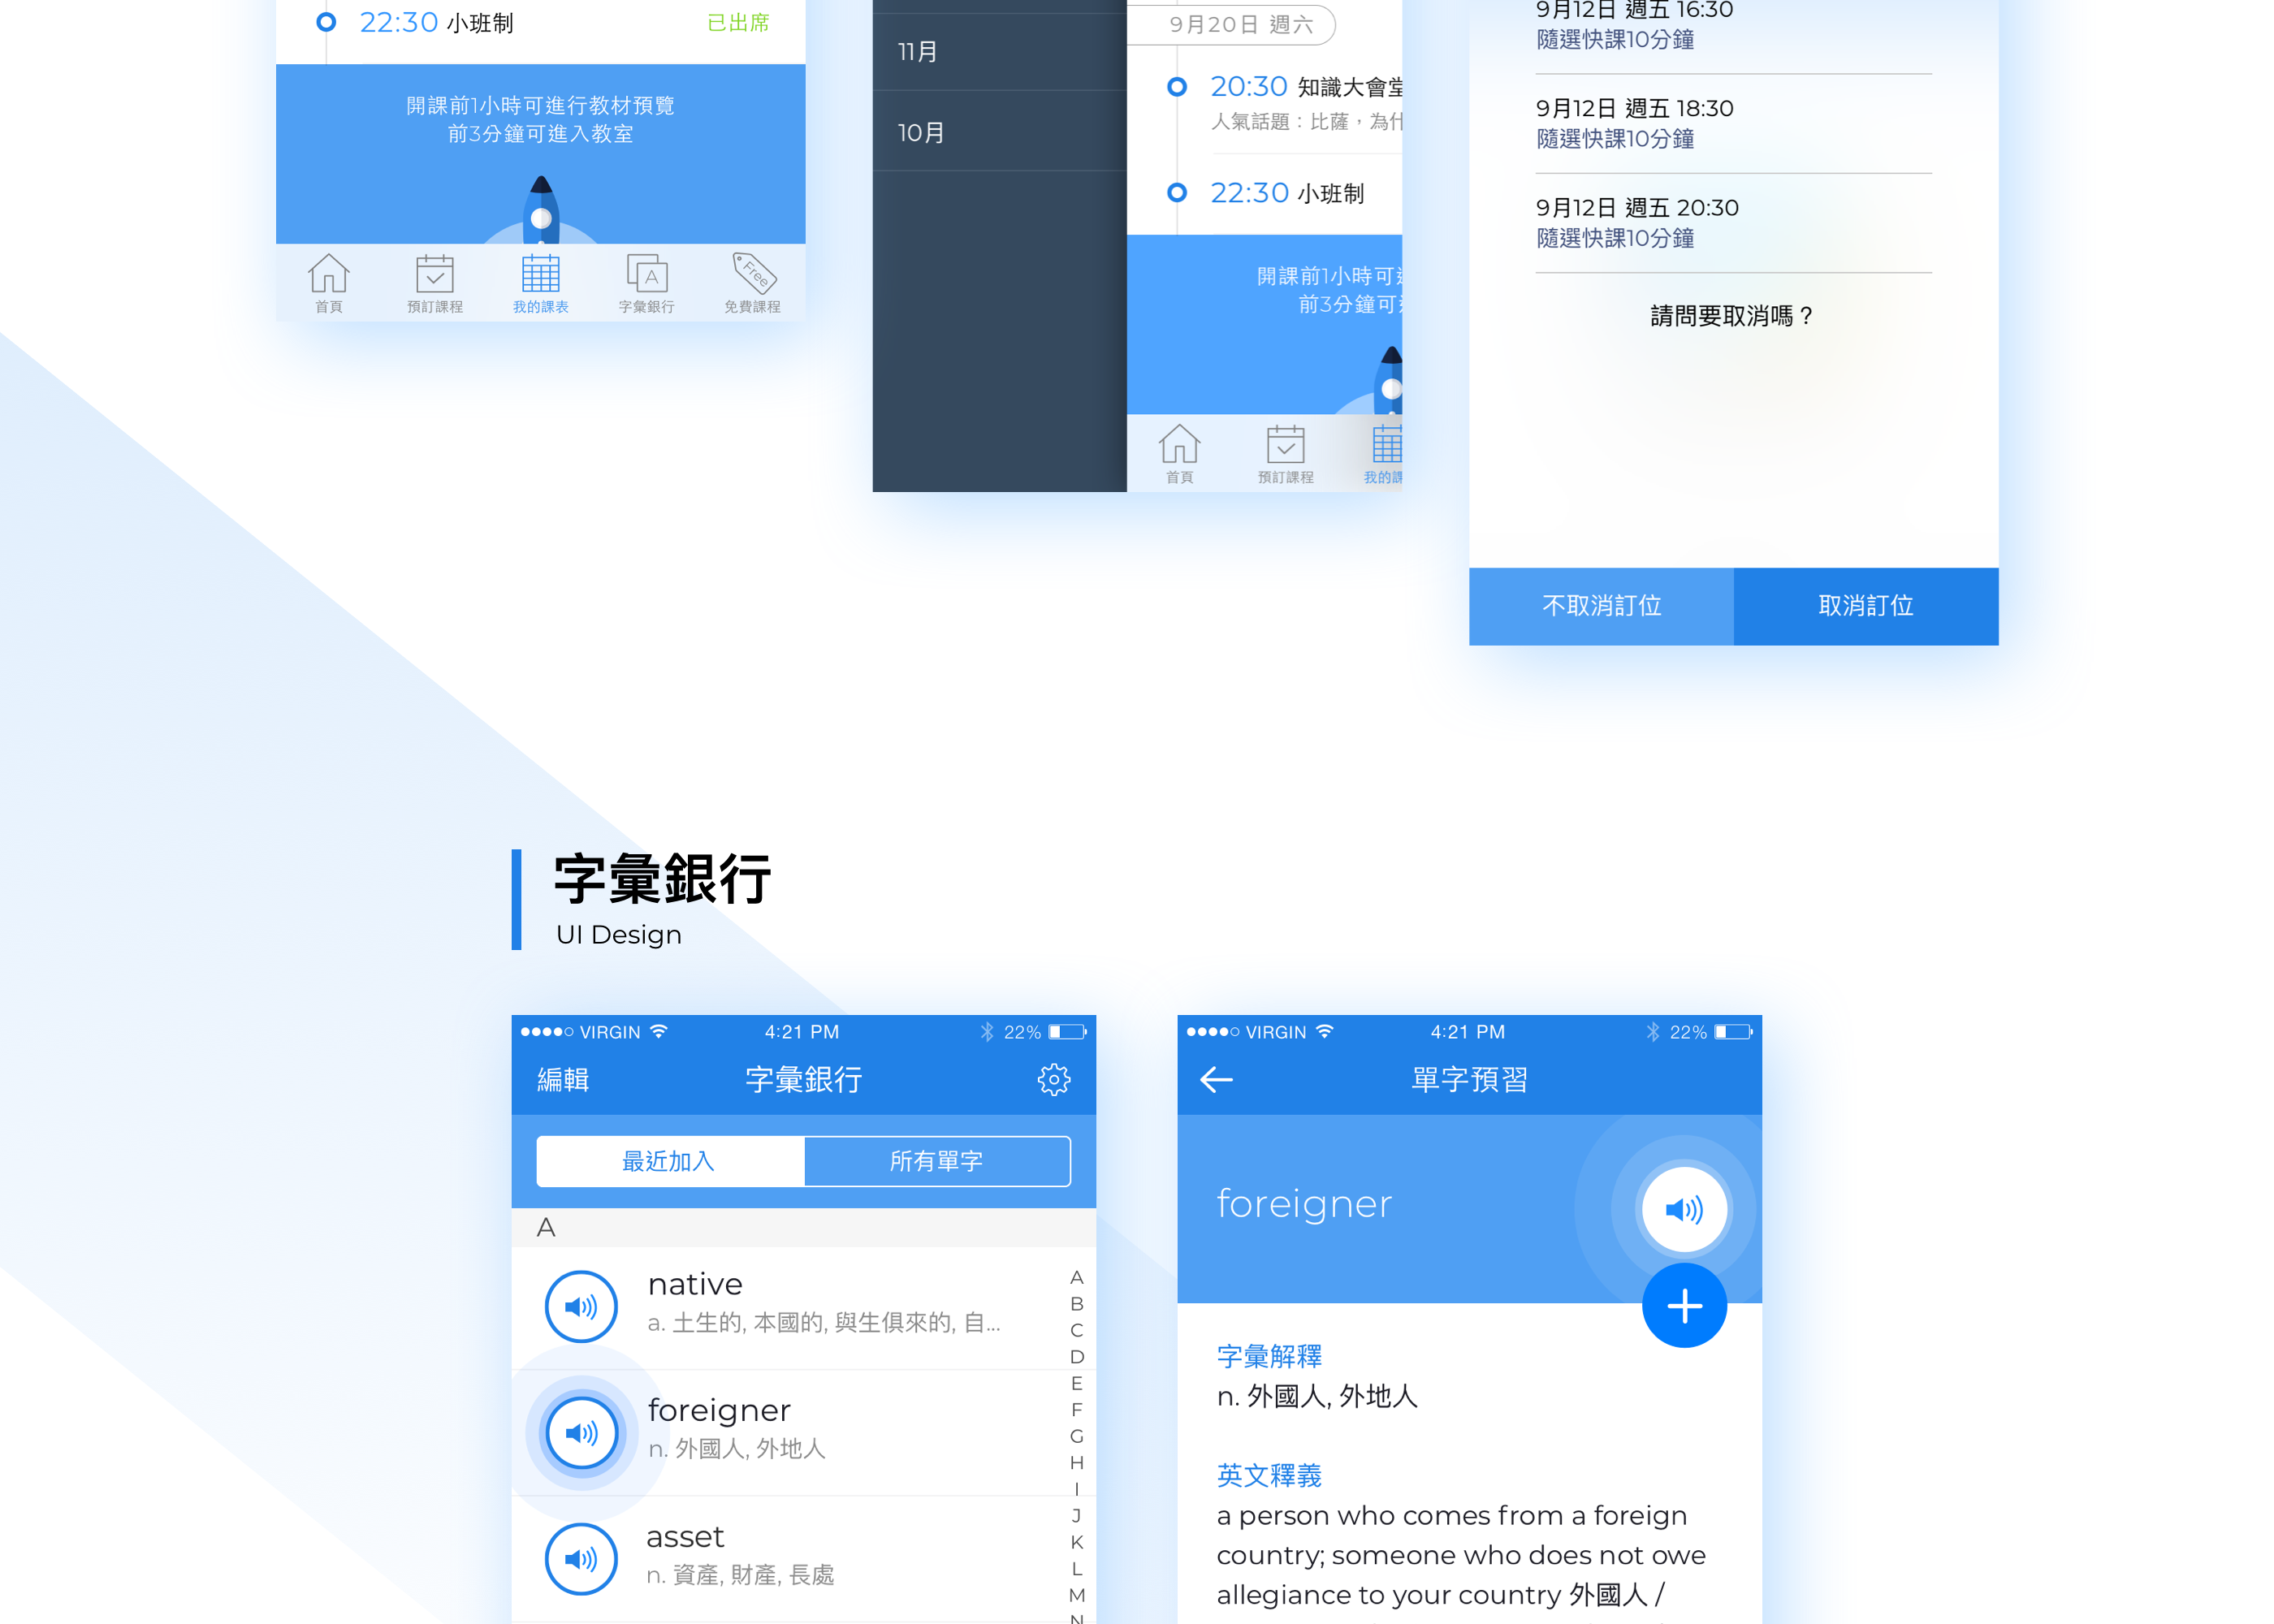 22:30 小班制 已出席
開課前1小時可進行教材預覽
前3分鐘可進入教室
首頁 預訂課程 我的課表 字彙銀行 免費課程
A
Free
11月
10月
9月20日 週六
20:30 知識大會堂
人氣話題：比薩，為什
22:30 小班制
開課前1小時可
前3分鐘可
首頁 預訂課程 我的課
9月12日 週五 16:30
隨選快課10分鐘
9月12日 週五 18:30
隨選快課10分鐘
9月12日 週五 20:30
隨選快課10分鐘
請問要取消嗎？
不取消訂位 取消訂位
字彙銀行
UI Design
VIRGIN 4:21 PM 22%
編輯 字彙銀行
最近加入 所有單字
A
native
a. 土生的, 本國的, 與生俱來的, 自...
foreigner
n. 外國人, 外地人
asset
n. 資產, 財產, 長處
A
B
C
D
E
F
G
H
I
J
K
L
M
N
VIRGIN 4:21 PM 22%
單字預習
foreigner
字彙解釋
n. 外國人, 外地人
英文釋義
a person who comes from a foreign
country; someone who does not owe
allegiance to your country 外國人 /